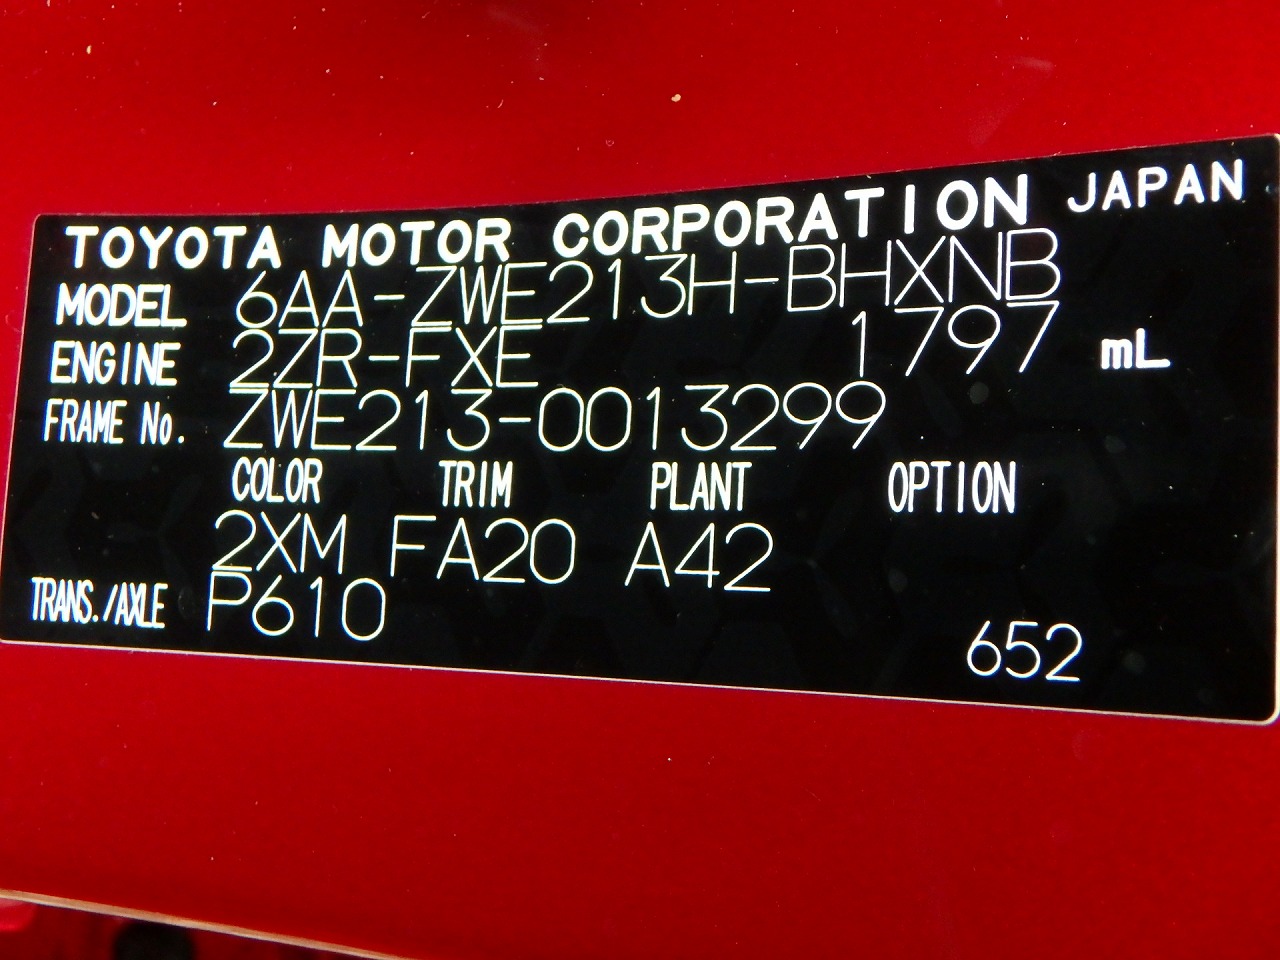 TOYOTA MOTOR CORPORATION JAPAN
MODEL 6AA-ZWE213H-BHXNB
ENGINE 2ZR-FXE 1797 mL
FRAME No. ZWE213-0013299
COLOR TRIM PLANT OPTION
2XM FA20 A42
TRANS./AXLE P610
652